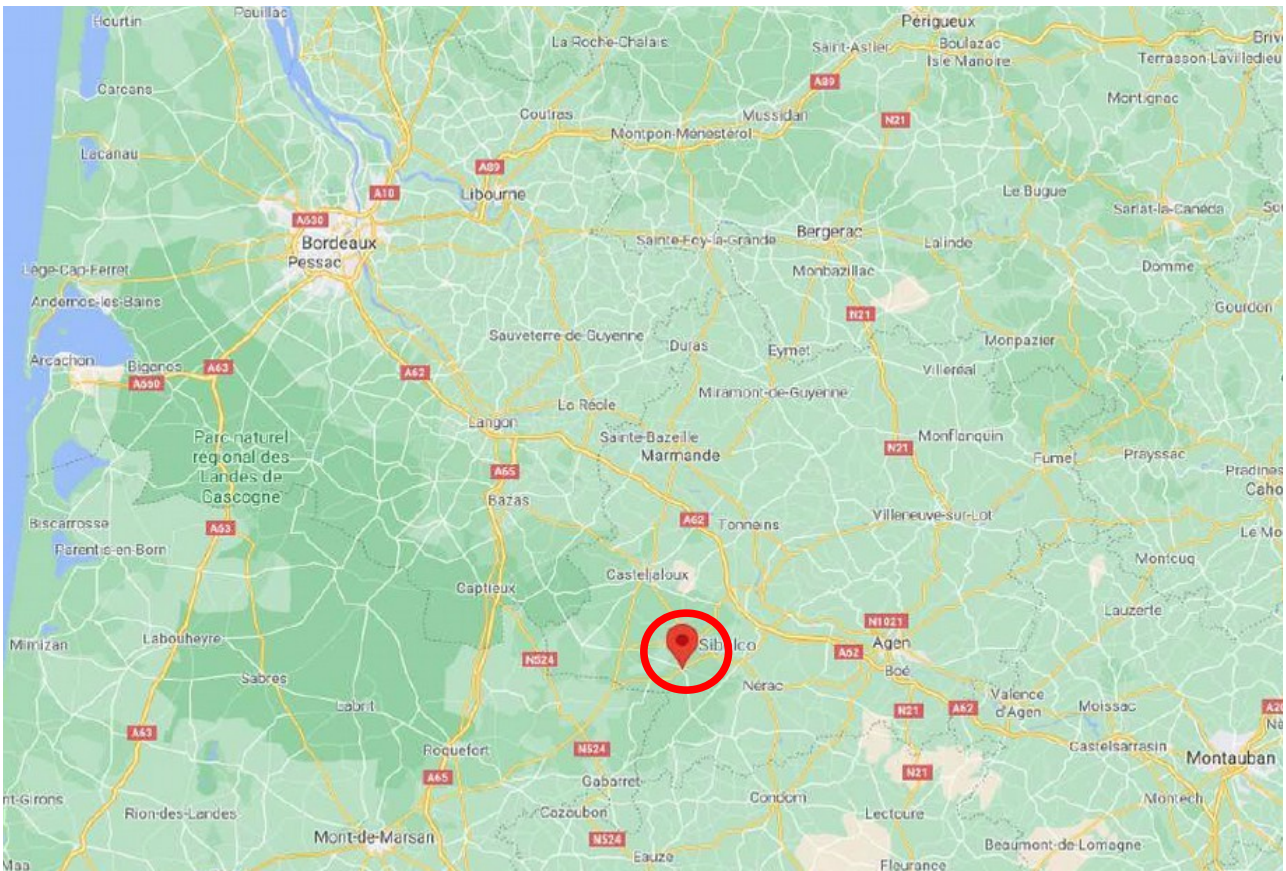 Hourtin
Pauillac
Périgueux
La Roche-Chalais
Saint-Astier
Boulazac
Isle Manoire
Terrasson-Lavilledieu
A89
Carcans
Montignac
Coutras
Mussidan
N21
Montpon-Ménestérol
Lacanau
A89
A10
Libourne
Le Bugue
Sarlat-la-Canéda
A630
Bordeaux
Pessac
Sainte-Foy-la-Grande
Bergerac
Lalinde
Lège-Cap-Ferret
Monbazillac
Domme
Andernos-les-Bains
Gourdon
N21
Sauveterre-de-Guyenne
Duras
Eymet
Monpazier
Arcachon
Biganos
A63
A62
Villeréal
A660
Miramont-de-Guyenne
La Réole
Langon
Parc naturel
régional des
Landes de
Gascogne
Sainte-Bazeille
Marmande
Monflanquin
N21
Fumel
Prayssac
A65
Pradines
Bazas
Biscarrosse
A63
A62
Tonneins
Villeneuve-sur-Lot
Parentis-en-Born
Montcuq
Casteljaloux
Captieux
Lauzerte
N1021
Mimizan
Labouheyre
Sibelco
A62
Agen
N524
Boé
Sabres
Nérac
Valence
d'Agen
Labrit
N21
A62
Moissac
A63
Roquefort
N524
Castelsarrasin
Montauban
A65
Gabarret
N21
Rion-des-Landes
Cazaubon
Condom
Lectoure
Montech
Mont-de-Marsan
N524
Eauze
Beaumont-de-Lomagne
Fleurance